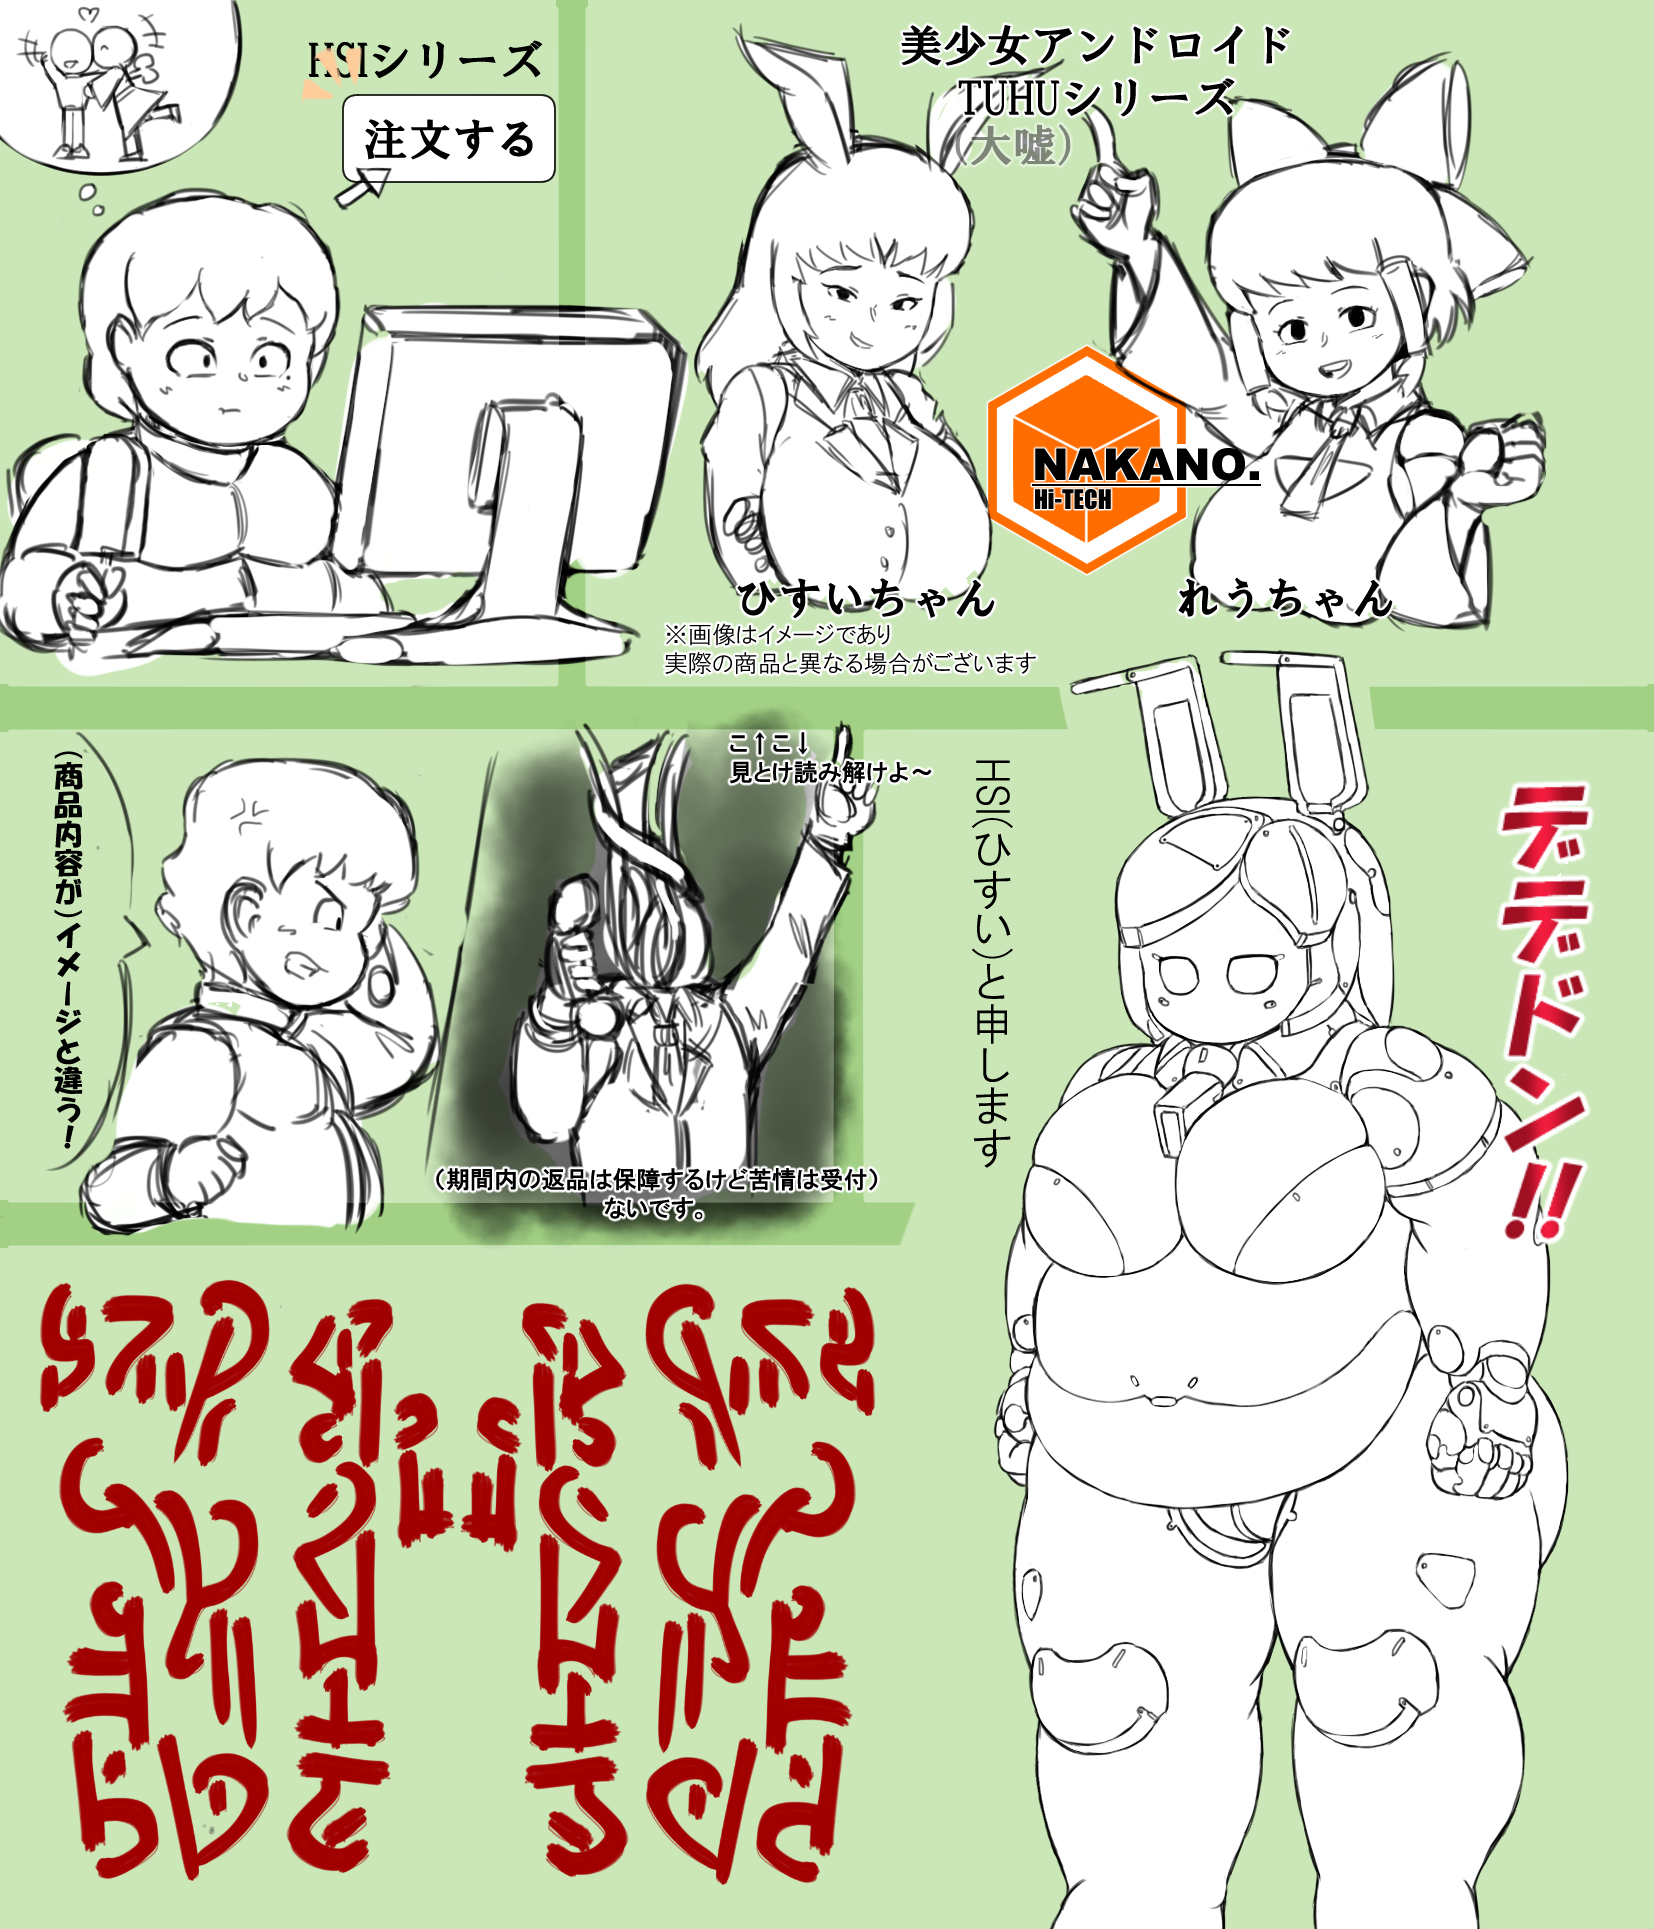 HSIシリーズ
注文する
美少女アンドロイド
TUHUシリーズ
(大嘘)
NAKANO.
Hi-TECH
ひすいちゃん
れうちゃん
※画像はイメージであり
実際の商品と異なる場合がございます
(商品内容が)イメージと違う!
こ↑こ↓
見とけ読み解けよ～
(期間内の返品は保障するけど苦情は受付)
ないです。
HSI(ひすい)と申します
デデドン!!